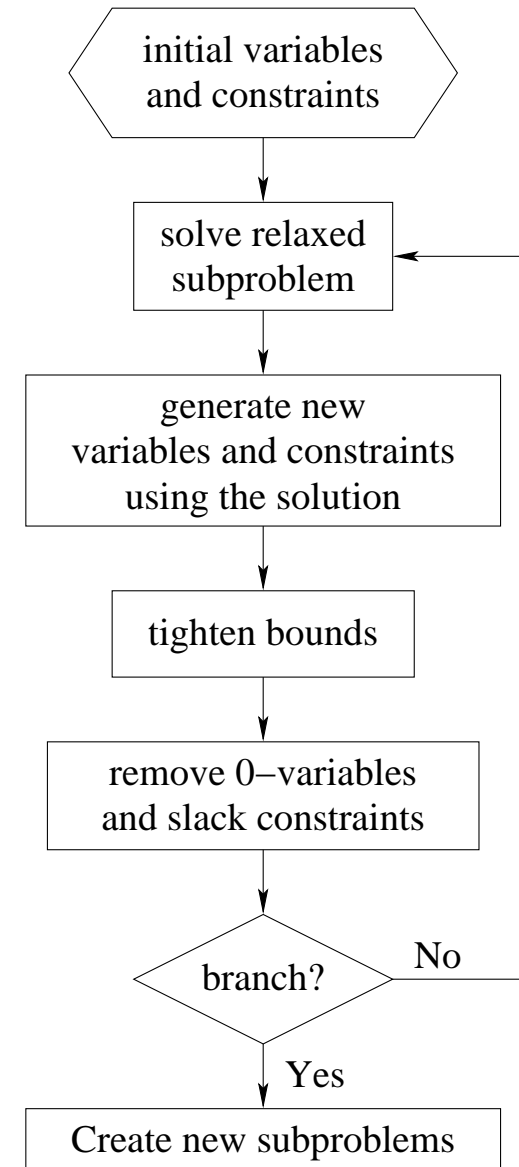 initial variables
and constraints
solve relaxed
subproblem
generate new
variables and constraints
using the solution
tighten bounds
remove 0−variables
and slack constraints
branch?
No
Yes
Create new subproblems